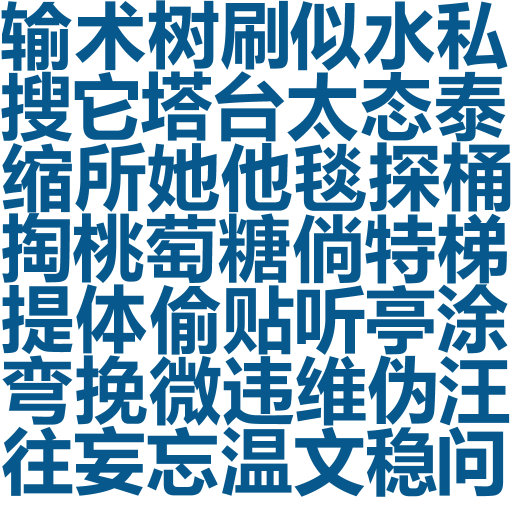 输术树刷似水私
搜它塔台太态泰
缩所她他毯探桶
掏桃萄糖倘特梯
提体偷贴听亭涂
弯挽微违维伪汪
往妄忘温文稳问